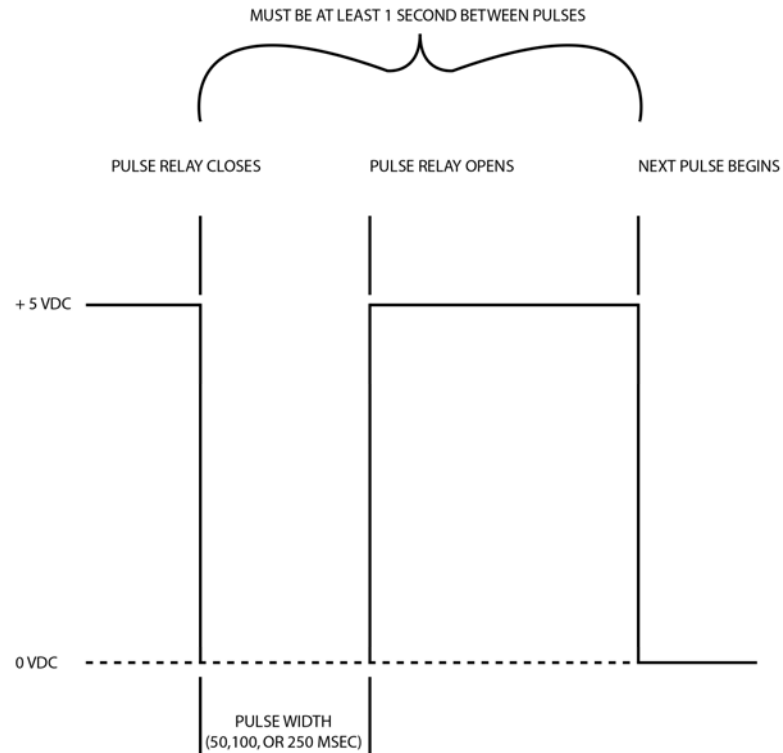 MUST BE AT LEAST 1 SECOND BETWEEN PULSES
PULSE RELAY CLOSES
PULSE RELAY OPENS
NEXT PULSE BEGINS
+ 5 VDC
0 VDC
PULSE WIDTH
(50,100, OR 250 MSEC)